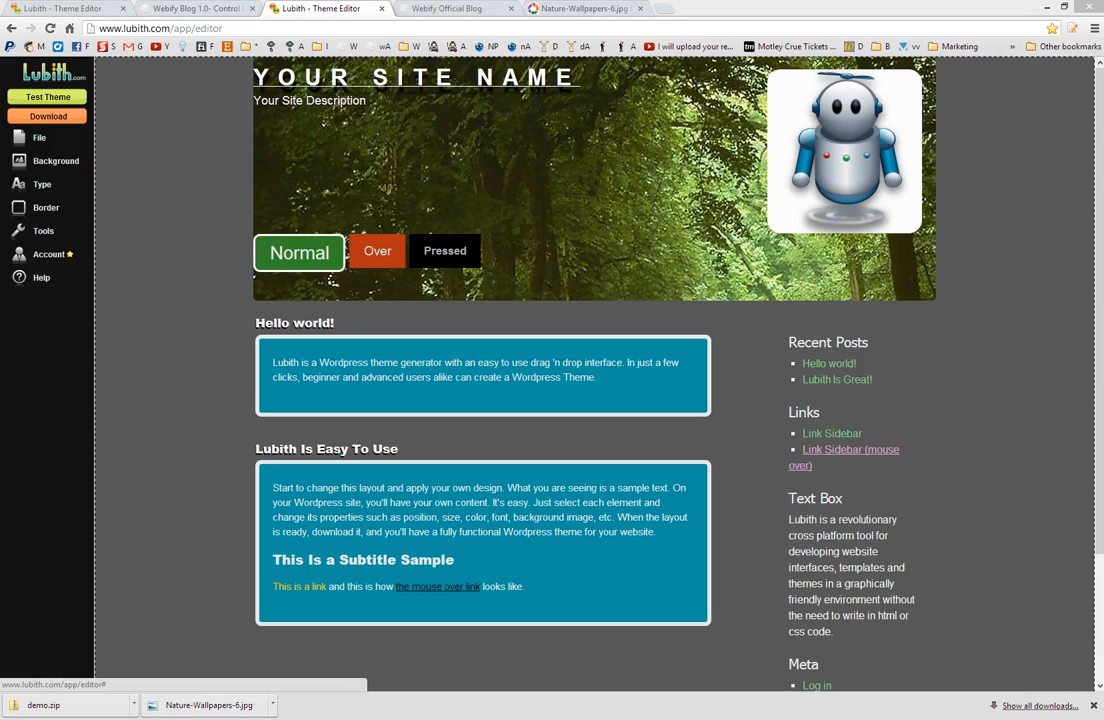 Lubith - Theme Editor
Webify Blog 1.0- Control P
Lubith - Theme Editor
Webify Official Blog
Nature-Wallpapers-6.jpg
www.lubith.com/app/editor
M F S G Y F E I W wA W A NP nA D dA A I will upload your re... Motley Crue Tickets ... D B vv Marketing » Other bookmarks
Lubith.com
Test Theme
Download
File
Background
Type
Border
Tools
Account
Help
YOUR SITE NAME
Your Site Description
Normal Over Pressed
Hello world!
Lubith is a Wordpress theme generator with an easy to use drag 'n drop interface. In just a few
clicks, beginner and advanced users alike can create a Wordpress Theme.
Lubith Is Easy To Use
Start to change this layout and apply your own design. What you are seeing is a sample text. On
your Wordpress site, you'll have your own content. It's easy. Just select each element and
change its properties such as position, size, color, font, background image, etc. When the layout
is ready, download it, and you'll have a fully functional Wordpress theme for your website.
This Is a Subtitle Sample
This is a link and this is how the mouse over link looks like.
Recent Posts
Hello world!
Lubith Is Great!
Links
Link Sidebar
Link Sidebar (mouse
over)
Text Box
Lubith is a revolutionary
cross platform tool for
developing website
interfaces, templates and
themes in a graphically
friendly environment without
the need to write in html or
css code.
Meta
Log in
www.lubith.com/app/editor#
demo.zip
Nature-Wallpapers-6.jpg
Show all downloads...